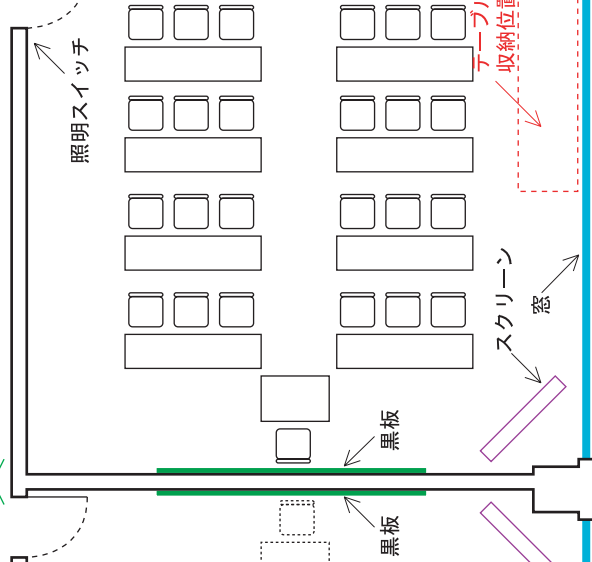 テーブル
収納位置
照明スイッチ
スクリーン
窓
黒板
黒板